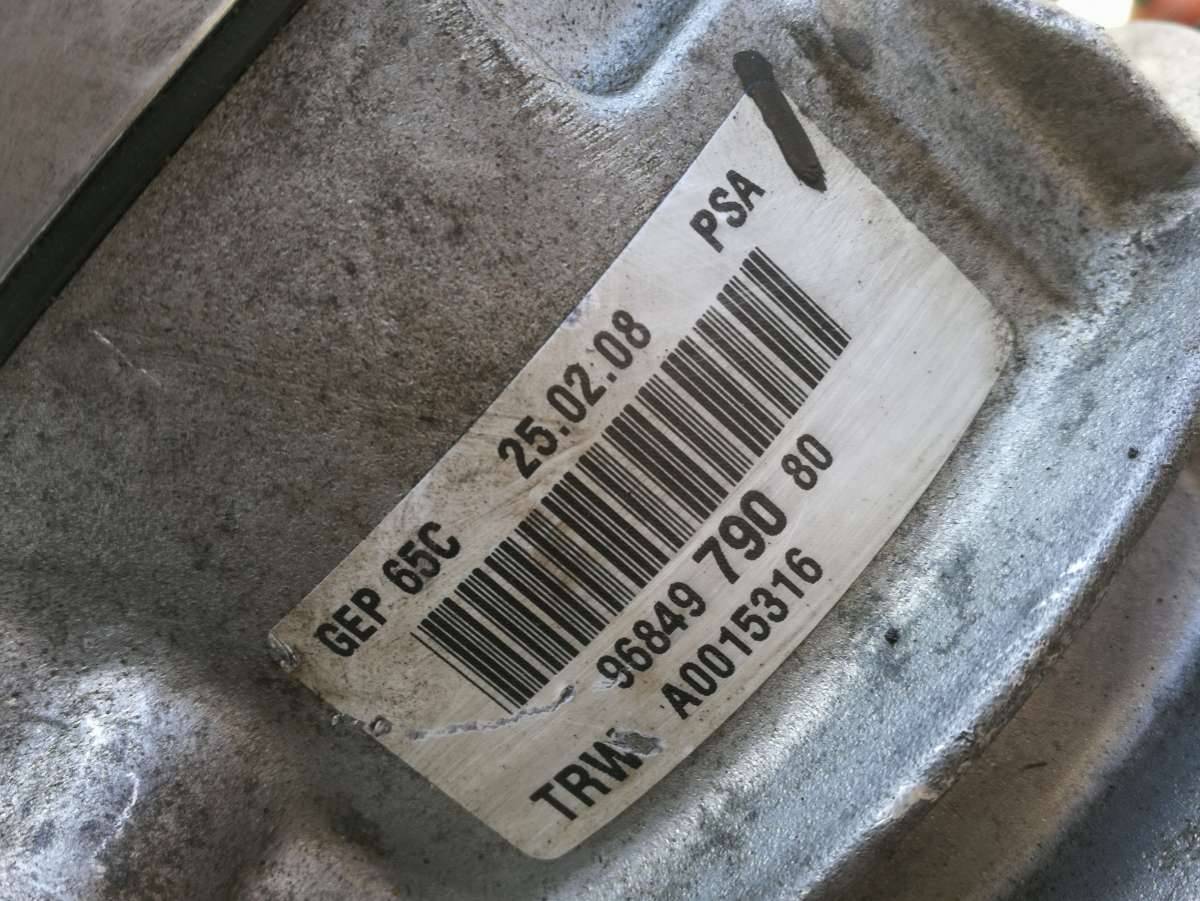 PSA
GEP 65C 25.02.08
96849 790 80
TRW A0015316